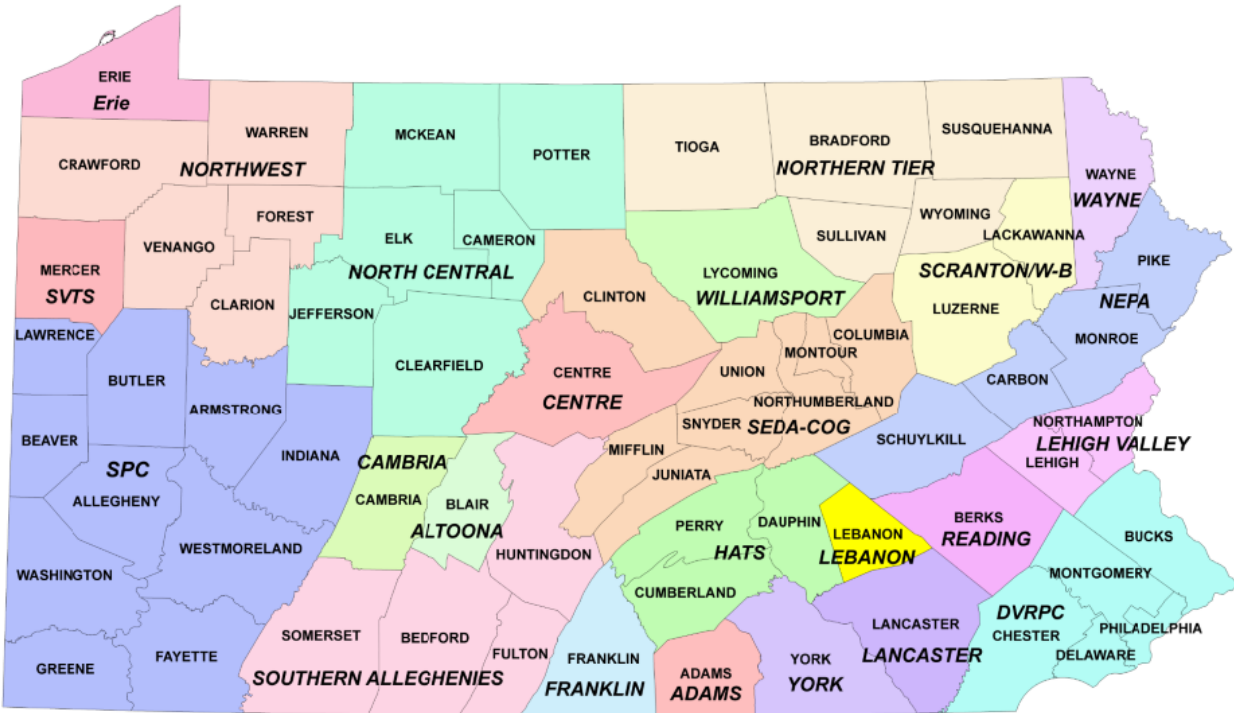 ERIE
Erie
WARREN
MCKEAN
POTTER
TIOGA
BRADFORD
SUSQUEHANNA
CRAWFORD
NORTHWEST
NORTHERN TIER
WAYNE
WAYNE
FOREST
VENANGO
ELK
CAMERON
SULLIVAN
WYOMING
LACKAWANNA
MERCER
SVTS
CLARION
NORTH CENTRAL
CLINTON
LYCOMING
WILLIAMSPORT
SCRANTON/W-B
LUZERNE
PIKE
NEPA
LAWRENCE
JEFFERSON
COLUMBIA
MONTOUR
MONROE
BUTLER
CLEARFIELD
CENTRE
CENTRE
UNION
CARBON
ARMSTRONG
NORTHUMBERLAND
SNYDER
SEDA-COG
NORTHAMPTON
LEHIGH VALLEY
LEHIGH
BEAVER
SPC
INDIANA
CAMBRIA
CAMBRIA
MIFFLIN
SCHUYLKILL
JUNIATA
ALLEGHENY
BLAIR
ALTOONA
PERRY
DAUPHIN
HATS
LEBANON
LEBANON
BERKS
READING
BUCKS
WESTMORELAND
HUNTINGDON
WASHINGTON
CUMBERLAND
MONTGOMERY
DVRPC
CHESTER
PHILADELPHIA
DELAWARE
SOMERSET
BEDFORD
FULTON
SOUTHERN ALLEGHENIES
FRANKLIN
FRANKLIN
ADAMS
ADAMS
YORK
YORK
LANCASTER
LANCASTER
GREENE
FAYETTE